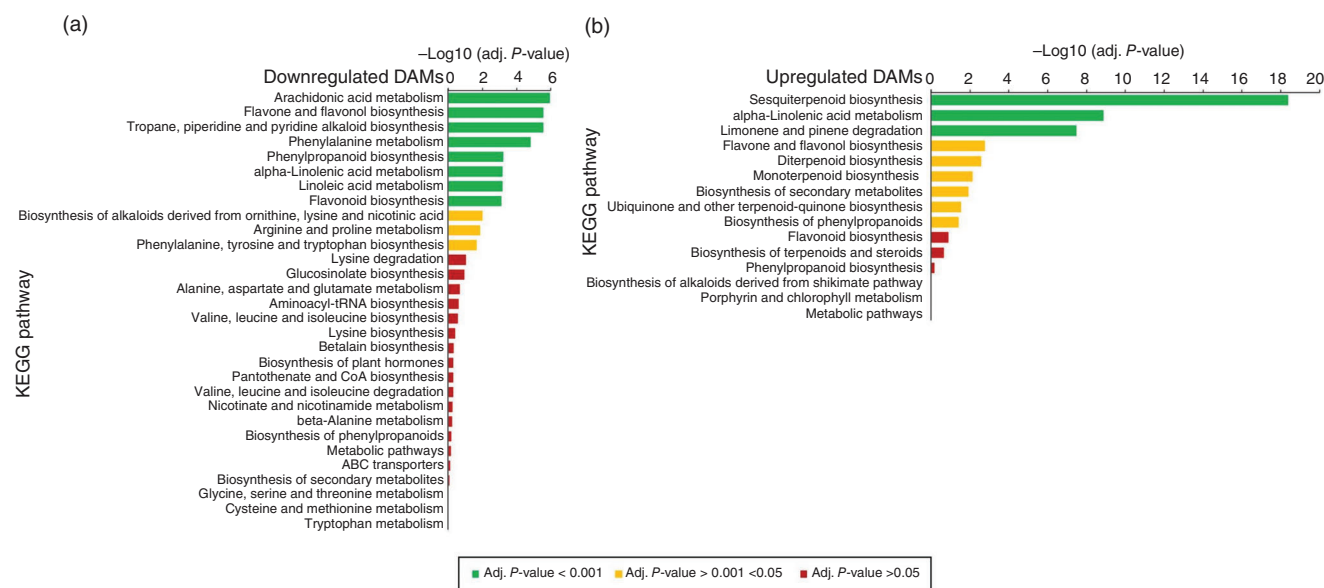 (a)
–Log10 (adj. P-value)
Downregulated DAMs
0 2 4 6
Arachidonic acid metabolism
Flavone and flavonol biosynthesis
Tropane, piperidine and pyridine alkaloid biosynthesis
Phenylalanine metabolism
Phenylpropanoid biosynthesis
alpha-Linolenic acid metabolism
Linoleic acid metabolism
Flavonoid biosynthesis
Biosynthesis of alkaloids derived from ornithine, lysine and nicotinic acid
Arginine and proline metabolism
Phenylalanine, tyrosine and tryptophan biosynthesis
Lysine degradation
Glucosinolate biosynthesis
Alanine, aspartate and glutamate metabolism
Aminoacyl-tRNA biosynthesis
Valine, leucine and isoleucine biosynthesis
Lysine biosynthesis
Betalain biosynthesis
Biosynthesis of plant hormones
Pantothenate and CoA biosynthesis
Valine, leucine and isoleucine degradation
Nicotinate and nicotinamide metabolism
beta-Alanine metabolism
Biosynthesis of phenylpropanoids
Metabolic pathways
ABC transporters
Biosynthesis of secondary metabolites
Glycine, serine and threonine metabolism
Cysteine and methionine metabolism
Tryptophan metabolism
KEGG pathway
(b)
–Log10 (adj. P-value)
Upregulated DAMs
0 2 4 6 8 10 12 14 16 18 20
Sesquiterpenoid biosynthesis
alpha-Linolenic acid metabolism
Limonene and pinene degradation
Flavone and flavonol biosynthesis
Diterpenoid biosynthesis
Monoterpenoid biosynthesis
Biosynthesis of secondary metabolites
Ubiquinone and other terpenoid-quinone biosynthesis
Biosynthesis of phenylpropanoids
Flavonoid biosynthesis
Biosynthesis of terpenoids and steroids
Phenylpropanoid biosynthesis
Biosynthesis of alkaloids derived from shikimate pathway
Porphyrin and chlorophyll metabolism
Metabolic pathways
KEGG pathway
Adj. P-value < 0.001 Adj. P-value > 0.001 <0.05 Adj. P-value >0.05